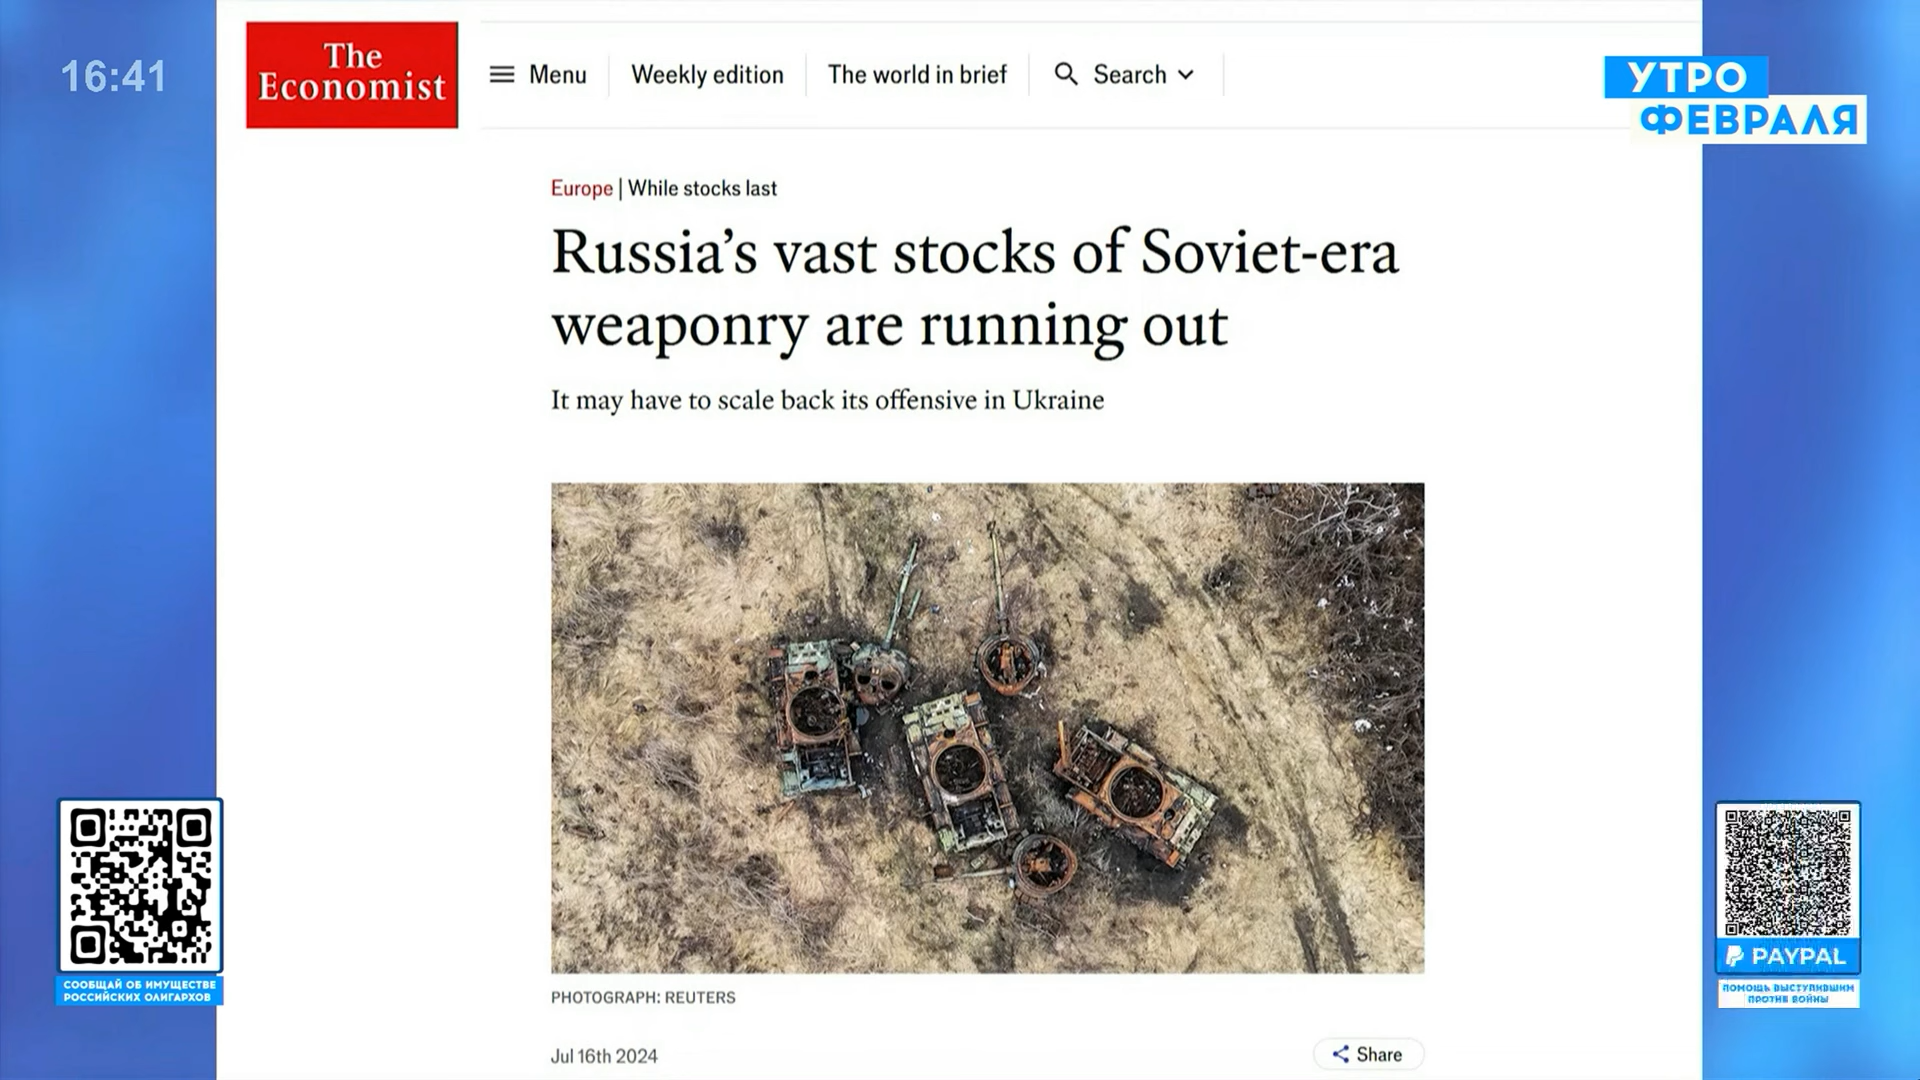 16:41
The
Economist
Menu
Weekly edition
The world in brief
Search
УТРО
ФЕВРАЛЯ
Europe | While stocks last
Russia’s vast stocks of Soviet-era
weaponry are running out
It may have to scale back its offensive in Ukraine
PHOTOGRAPH: REUTERS
Jul 16th 2024
Share
СООБЩАЙ ОБ ИМУЩЕСТВЕ
РОССИЙСКИХ ОЛИГАРХОВ
PAYPAL
ПОМОЩЬ ВЫСТУПИВШИМ
ПРОТИВ ВОЙНЫ